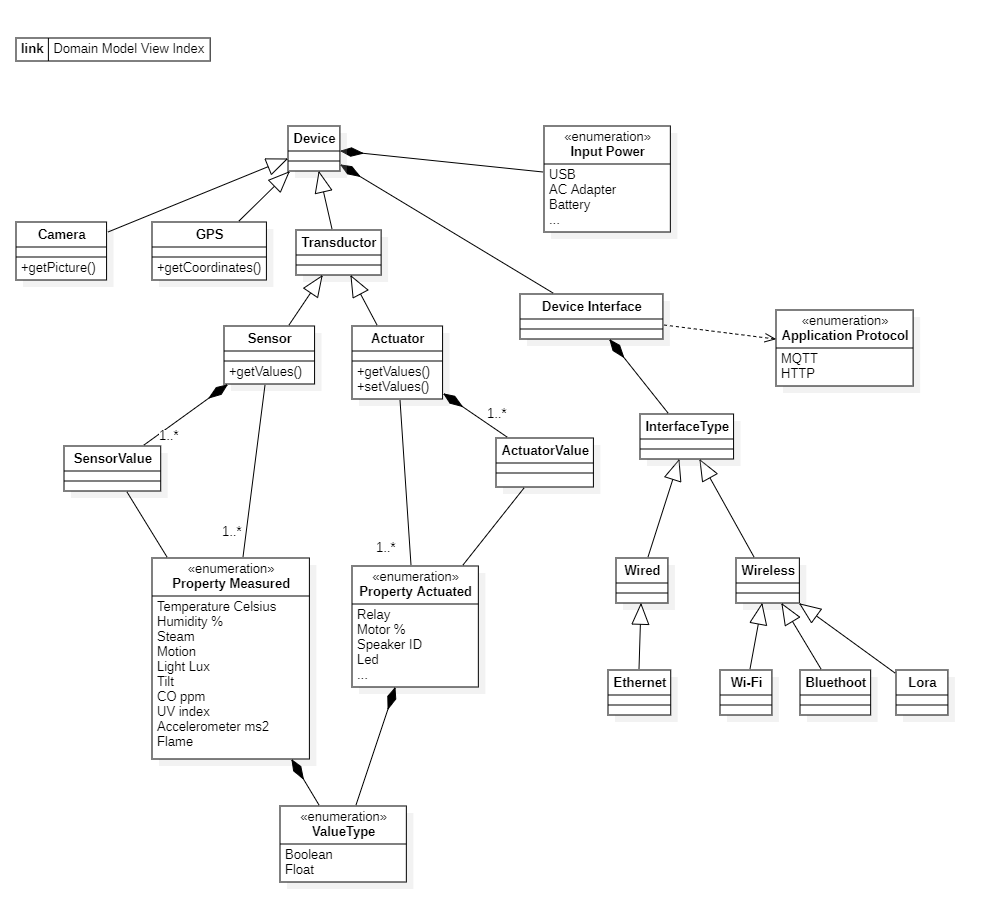 link Domain Model View Index
Device
«enumeration»
Input Power
USB
AC Adapter
Battery
...
Camera
+getPicture()
GPS
+getCoordinates()
Transductor
Device Interface
«enumeration»
Application Protocol
MQTT
HTTP
Sensor
+getValues()
Actuator
+getValues()
+setValues()
1..*
1..*
InterfaceType
SensorValue
ActuatorValue
1..*
1..*
«enumeration»
Property Measured
Temperature Celsius
Humidity %
Steam
Motion
Light Lux
Tilt
CO ppm
UV index
Accelerometer ms2
Flame
«enumeration»
Property Actuated
Relay
Motor %
Speaker ID
Led
...
Wired
Wireless
Ethernet
Wi-Fi
Bluethoot
Lora
«enumeration»
ValueType
Boolean
Float